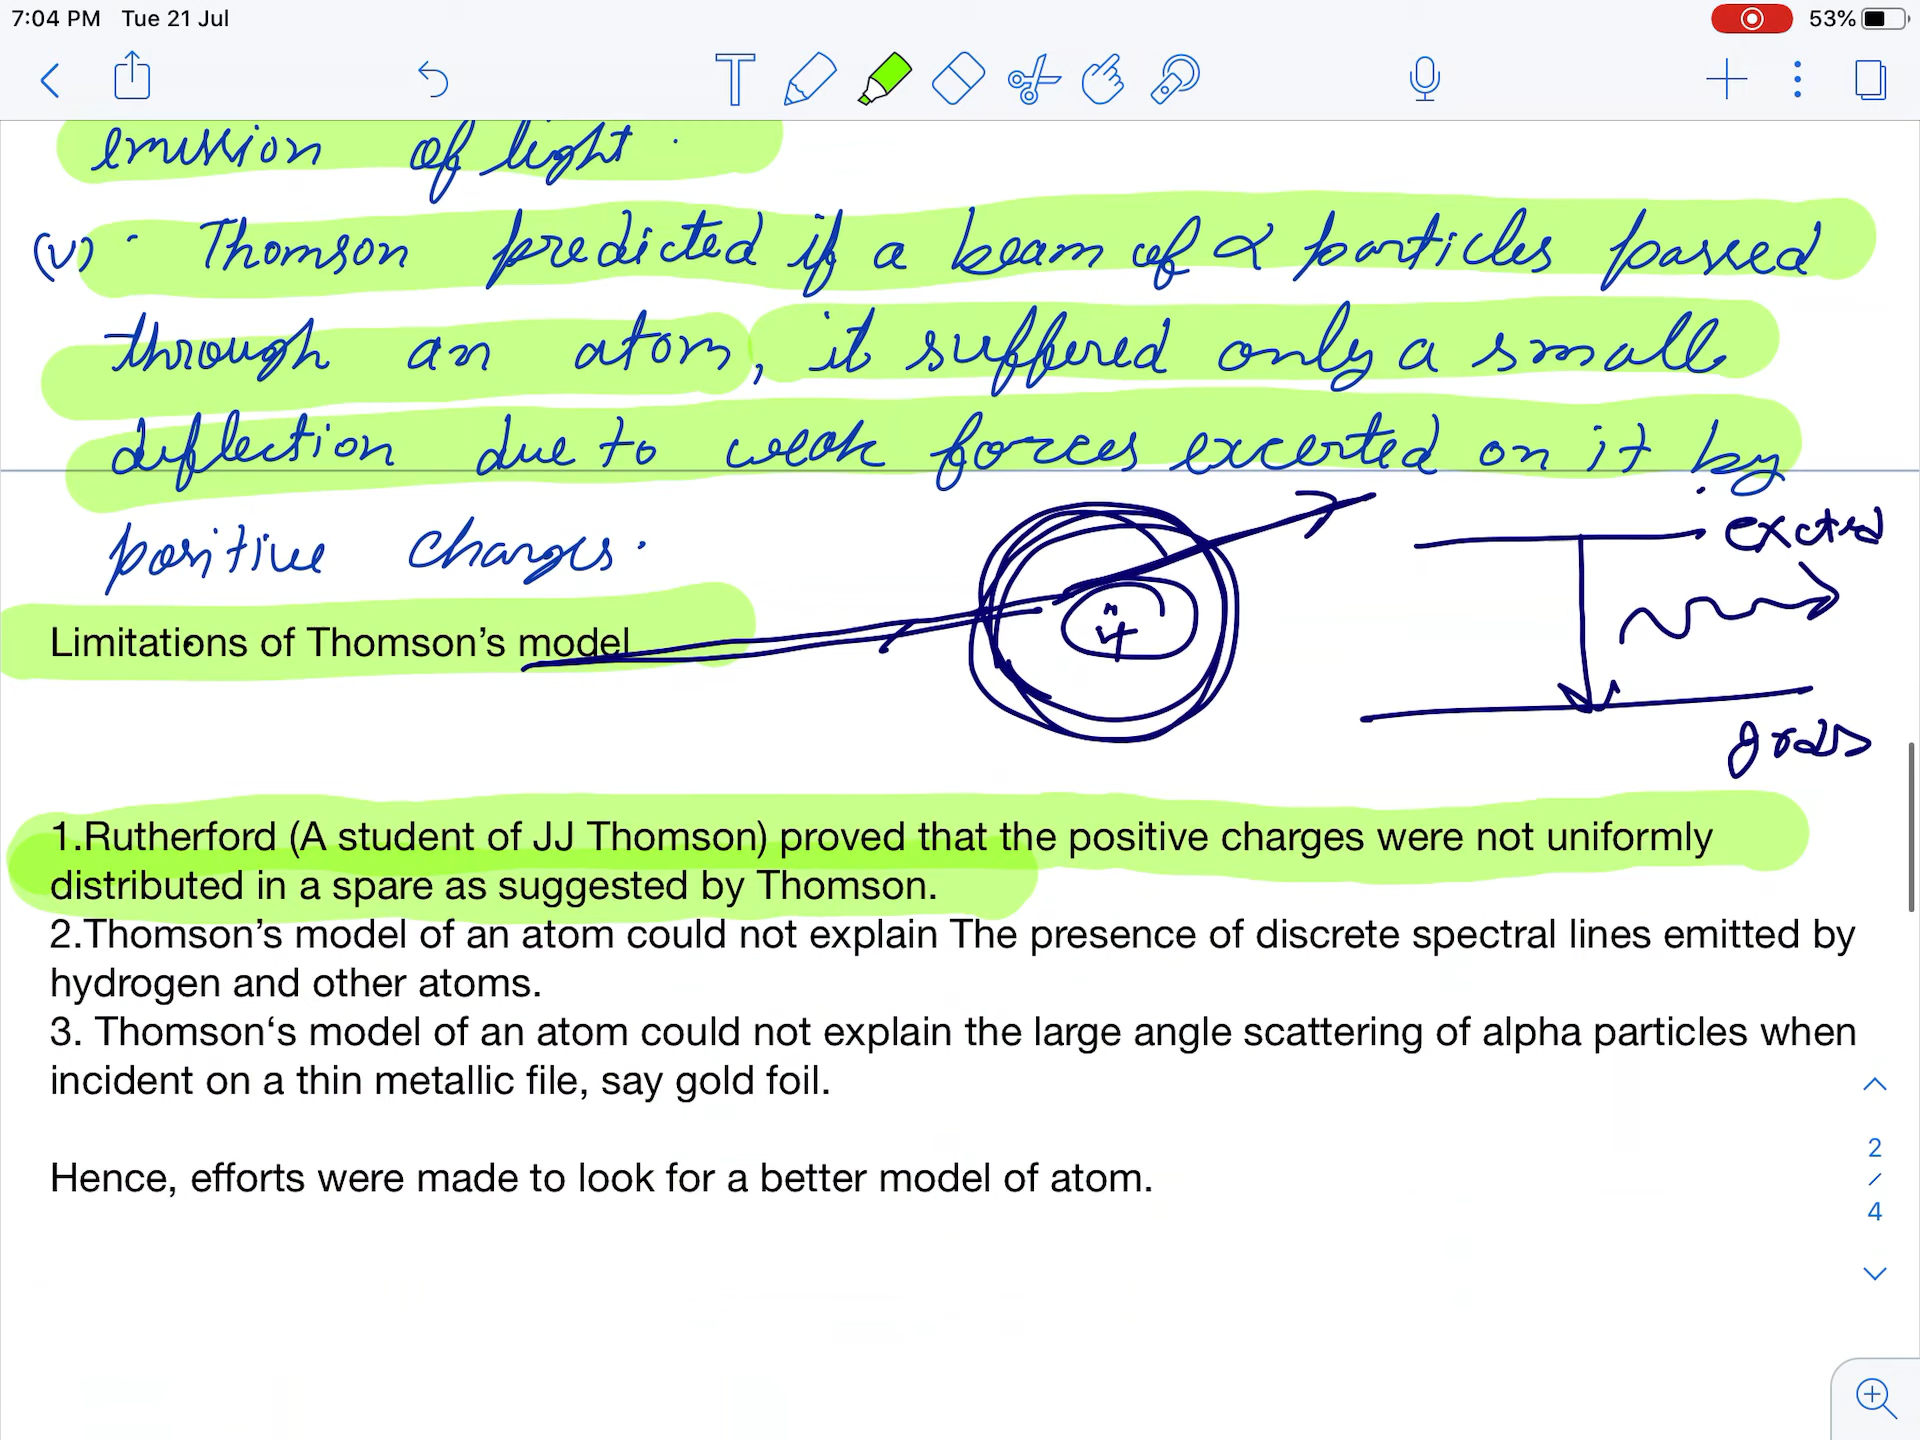 7:04 PM Tue 21 Jul
53%
emission of light.
(v) Thomson predicted if a beam of α particles passed
through an atom, it suffered only a small
deflection due to weak forces excerted on it by
positive charges.
excted
Limitations of Thomson's model
1.Rutherford (A student of JJ Thomson) proved that the positive charges were not uniformly
distributed in a spare as suggested by Thomson.
2.Thomson's model of an atom could not explain The presence of discrete spectral lines emitted by
hydrogen and other atoms.
3. Thomson‘s model of an atom could not explain the large angle scattering of alpha particles when
incident on a thin metallic file, say gold foil.
Hence, efforts were made to look for a better model of atom.
2
/
4